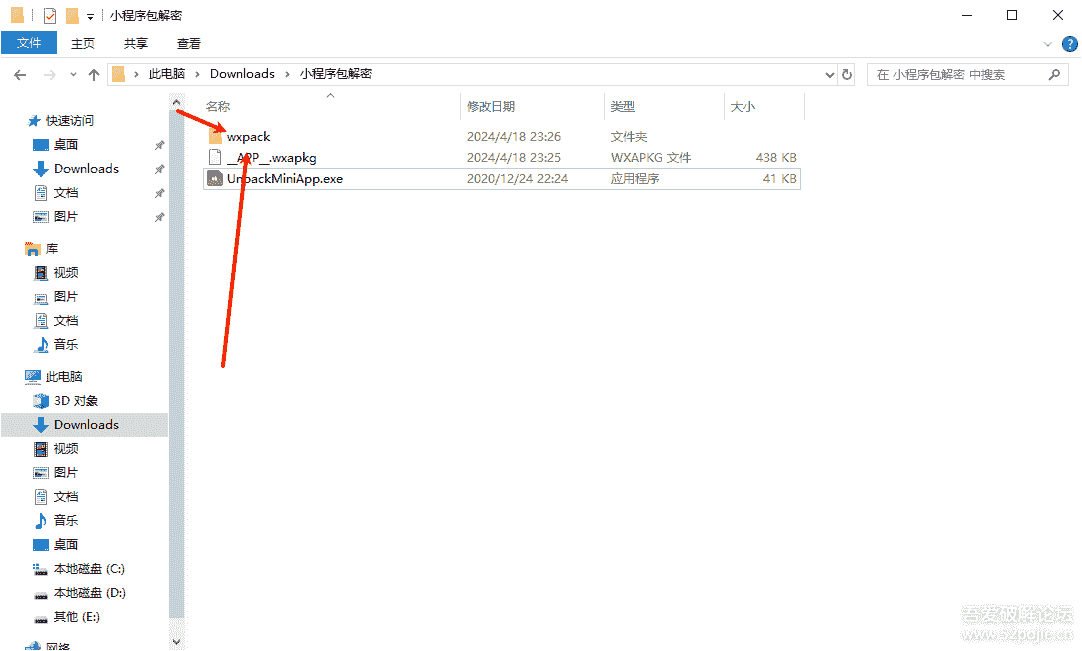 小程序包解密
文件 主页 共享 查看
此电脑 Downloads 小程序包解密 在 小程序包解密 中搜索
名称 修改日期 类型 大小
wxpack 2024/4/18 23:26 文件夹
__APP__.wxapkg 2024/4/18 23:25 WXAPKG 文件 438 KB
UnpackMiniApp.exe 2020/12/24 22:24 应用程序 41 KB
快速访问
桌面
Downloads
文档
图片
库
视频
图片
文档
音乐
此电脑
3D 对象
Downloads
视频
图片
文档
音乐
桌面
本地磁盘 (C:)
本地磁盘 (D:)
其他 (E:)
网络
吾爱破解论坛
www.52pojie.cn